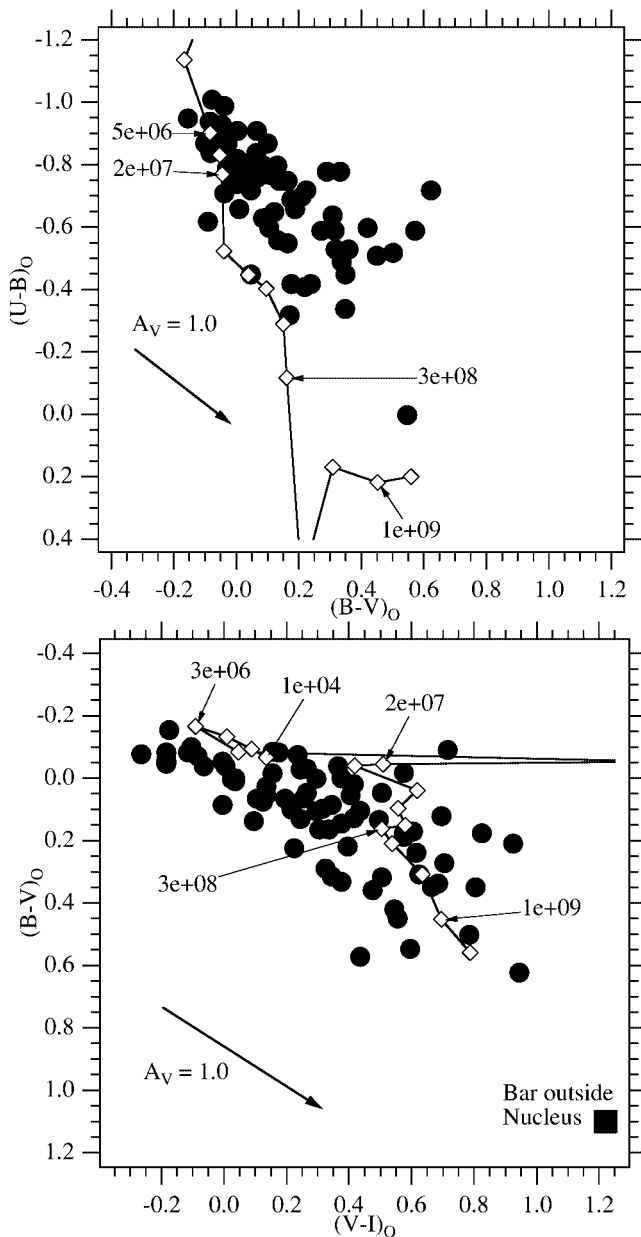 -1.2
-1.0
-0.8
-0.6
-0.4
-0.2
0.0
0.2
0.4
(U-B)O
5e+06
2e+07
AV = 1.0
3e+08
1e+09
-0.4 -0.2 0.0 0.2 0.4 0.6 0.8 1.0 1.2
(B-V)O
-0.4
-0.2
0.0
0.2
0.4
0.6
0.8
1.0
1.2
(B-V)O
3e+06
1e+04
2e+07
3e+08
1e+09
AV = 1.0
Bar outside
Nucleus
-0.2 0.0 0.2 0.4 0.6 0.8 1.0 1.2
(V-I)O